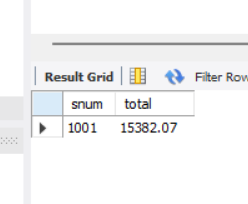 Result Grid Filter Row
snum total
1001 15382.07